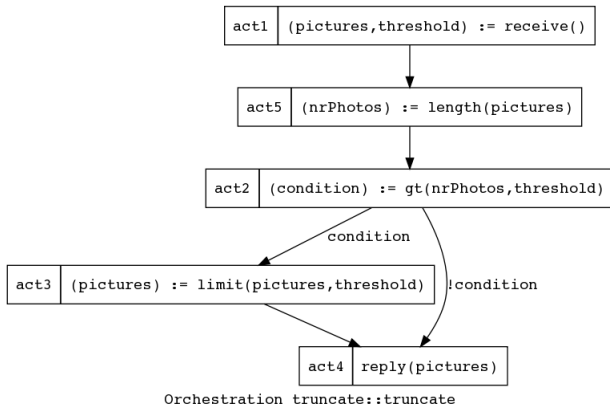 act1 (pictures,threshold) := receive()
act5 (nrPhotos) := length(pictures)
act2 (condition) := gt(nrPhotos,threshold)
condition
act3 (pictures) := limit(pictures,threshold)
!condition
act4 reply(pictures)
Orchestration truncate::truncate